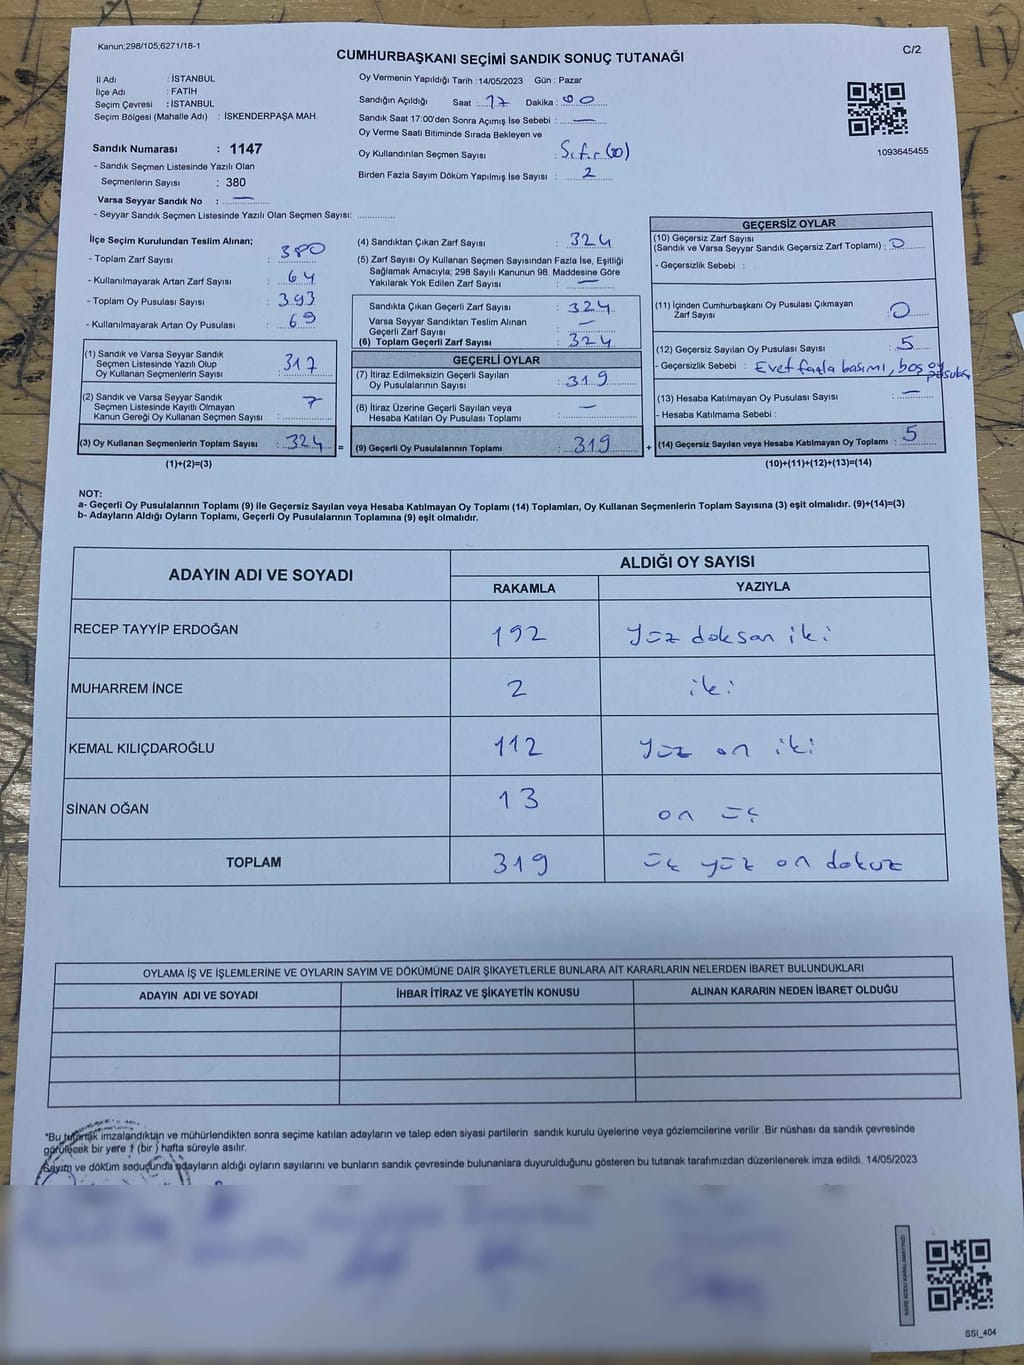 Kanun;298/105;6271/18-1
C/2
CUMHURBAŞKANI SEÇİMİ SANDIK SONUÇ TUTANAĞI
İl Adı : İSTANBUL
İlçe Adı : FATİH
Seçim Çevresi : İSTANBUL
Seçim Bölgesi (Mahalle Adı) : İSKENDERPAŞA MAH.
Sandık Numarası : 1147
- Sandık Seçmen Listesinde Yazılı Olan
Seçmenlerin Sayısı : 380
Varsa Seyyar Sandık No : —
- Seyyar Sandık Seçmen Listesinde Yazılı Olan Seçmen Sayısı: ..............
Oy Vermenin Yapıldığı Tarih : 14/05/2023 Gün : Pazar
Sandığın Açıldığı Saat : 17 Dakika : 00
Sandık Saat 17:00'den Sonra Açımış İse Sebebi : —
Oy Verme Saati Bitiminde Sırada Bekleyen ve
Oy Kullandırılan Seçmen Sayısı : Sıfır (00)
Birden Fazla Sayım Döküm Yapılmış İse Sayısı : 2
1093645455
İlçe Seçim Kurulundan Teslim Alınan;
- Toplam Zarf Sayısı : 380
- Kullanılmayarak Artan Zarf Sayısı : 64
- Toplam Oy Pusulası Sayısı : 393
- Kullanılmayarak Artan Oy Pusulası : 69
(1) Sandık ve Varsa Seyyar Sandık
Seçmen Listesinde Yazılı Olup
Oy Kullanan Seçmenlerin Sayısı : 317
(2) Sandık ve Varsa Seyyar Sandık
Seçmen Listesinde Kayıtlı Olmayan
Kanun Gereği Oy Kullanan Seçmen Sayısı : 7
(3) Oy Kullanan Seçmenlerin Toplam Sayısı : 324
(1)+(2)=(3)
=
(4) Sandıktan Çıkan Zarf Sayısı : 324
(5) Zarf Sayısı Oy Kullanan Seçmen Sayısından Fazla İse, Eşitliği
Sağlamak Amacıyla; 298 Sayılı Kanunun 98. Maddesine Göre
Yakılarak Yok Edilen Zarf Sayısı : —
Sandıkta Çıkan Geçerli Zarf Sayısı : 324
Varsa Seyyar Sandıktan Teslim Alınan
Geçerli Zarf Sayısı : —
(6) Toplam Geçerli Zarf Sayısı : 324
GEÇERLİ OYLAR
(7) İtiraz Edilmeksizin Geçerli Sayılan
Oy Pusulalarının Sayısı : 319
(8) İtiraz Üzerine Geçerli Sayılan veya
Hesaba Katılan Oy Pusulası Toplamı : —
(9) Geçerli Oy Pusulalarının Toplamı : 319
+
GEÇERSİZ OYLAR
(10) Geçersiz Zarf Sayısı
(Sandık ve Varsa Seyyar Sandık Geçersiz Zarf Toplamı) : 0
- Geçersizlik Sebebi :
(11) İçinden Cumhurbaşkanı Oy Pusulası Çıkmayan
Zarf Sayısı : 0
(12) Geçersiz Sayılan Oy Pusulası Sayısı : 5
- Geçersizlik Sebebi : Evet fazla basımı, boş oy
pusulası
(13) Hesaba Katılmayan Oy Pusulası Sayısı : —
- Hesaba Katılmama Sebebi :
(14) Geçersiz Sayılan veya Hesaba Katılmayan Oy Toplamı : 5
(10)+(11)+(12)+(13)=(14)
NOT:
a- Geçerli Oy Pusulalarının Toplamı (9) ile Geçersiz Sayılan veya Hesaba Katılmayan Oy Toplamı (14) Toplamları, Oy Kullanan Seçmenlerin Toplam Sayısına (3) eşit olmalıdır. (9)+(14)=(3)
b- Adayların Aldığı Oyların Toplamı, Geçerli Oy Pusulalarının Toplamına (9) eşit olmalıdır.
ADAYIN ADI VE SOYADI
ALDIĞI OY SAYISI
RAKAMLA YAZIYLA
RECEP TAYYİP ERDOĞAN 192 yüz doksan iki
MUHARREM İNCE 2 iki
KEMAL KILIÇDAROĞLU 112 yüz on iki
SİNAN OĞAN 13 on üç
TOPLAM 319 üç yüz on dokuz
OYLAMA İŞ VE İŞLEMLERİNE VE OYLARIN SAYIM VE DÖKÜMÜNE DAİR ŞİKAYETLERLE BUNLARA AİT KARARLARIN NELERDEN İBARET BULUNDUKLARI
ADAYIN ADI VE SOYADI İHBAR İTİRAZ VE ŞİKAYETİN KONUSU ALINAN KARARIN NEDEN İBARET OLDUĞU
*Bu tutanak imzalandıktan ve mühürlendikten sonra seçime katılan adayların ve talep eden siyasi partilerin sandık kurulu üyelerine veya gözlemcilerine verilir .Bir nüshası da sandık çevresinde
görülecek bir yere 1 (bir) hafta süreyle asılır.
Sayım ve döküm sonucunda adayların aldığı oyların sayılarını ve bunların sandık çevresinde bulunanlara duyurulduğunu gösteren bu tutanak tarafımızdan düzenlenerek imza edildi. 14/05/2023
KARE KODU KARALAMAYINIZ!
SSI_404